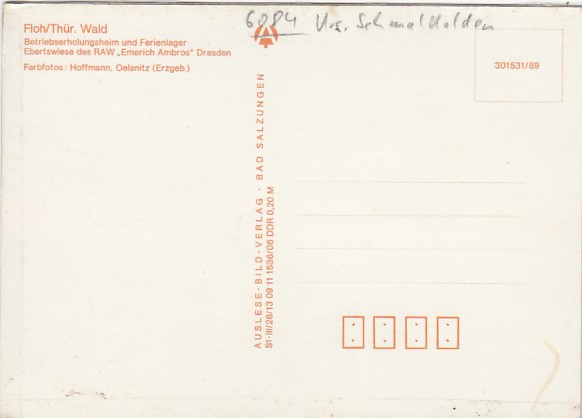 6084 Krs. Schmalkalden
Floh/Thür. Wald
Betriebserholungsheim und Ferienlager
Ebertswiese des RAW „Emerich Ambros“ Dresden
Farbfotos: Hoffmann, Oelsnitz (Erzgeb.)
301531/89
AUSLESE-BILD-VERLAG · BAD SALZUNGEN
S1-III/26/13 09 11 1536/06 DDR 0,20 M